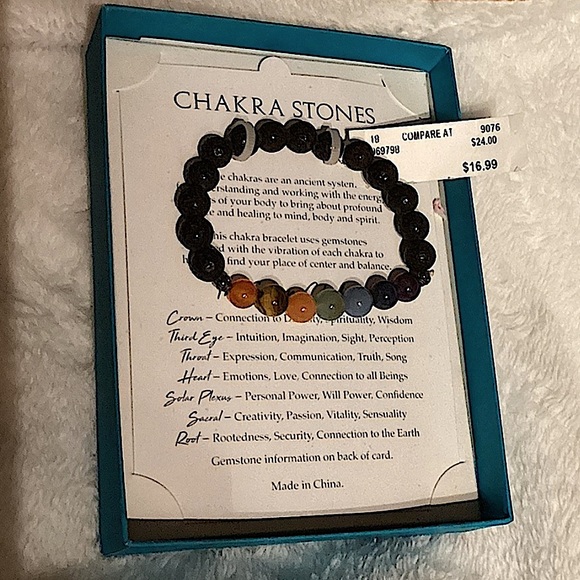 CHAKRA STONES
18 COMPARE AT 9076
69798 $24.00
$16.99
chakras are an ancient system.
and working with the
of your body to bring about profound
and healing to mind, body and spirit.
chakra bracelet uses gemstones
with the vibration of each chakra to
find your place of center and balance.
Crown – Connection to Spirituality, Wisdom
Third Eye – Intuition, Imagination, Sight, Perception
Throat – Expression, Communication, Truth, Song
Heart – Emotions, Love, Connection to all Beings
Solar Plexus – Personal Power, Will Power, Confidence
Sacral – Creativity, Passion, Vitality, Sensuality
Root – Rootedness, Security, Connection to the Earth
Gemstone information on back of card.
Made in China.